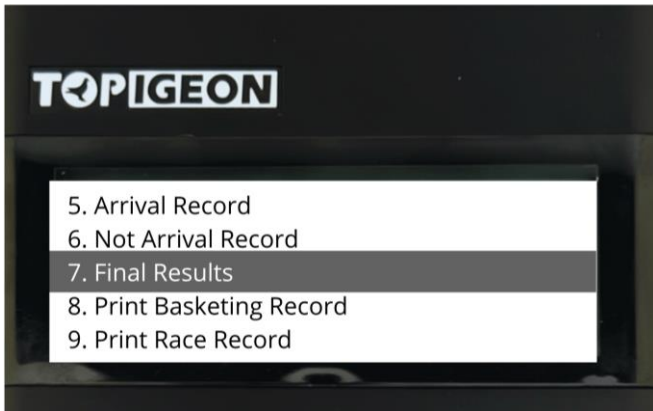 TOPIGEON
5. Arrival Record
6. Not Arrival Record
7. Final Results
8. Print Basketing Record
9. Print Race Record